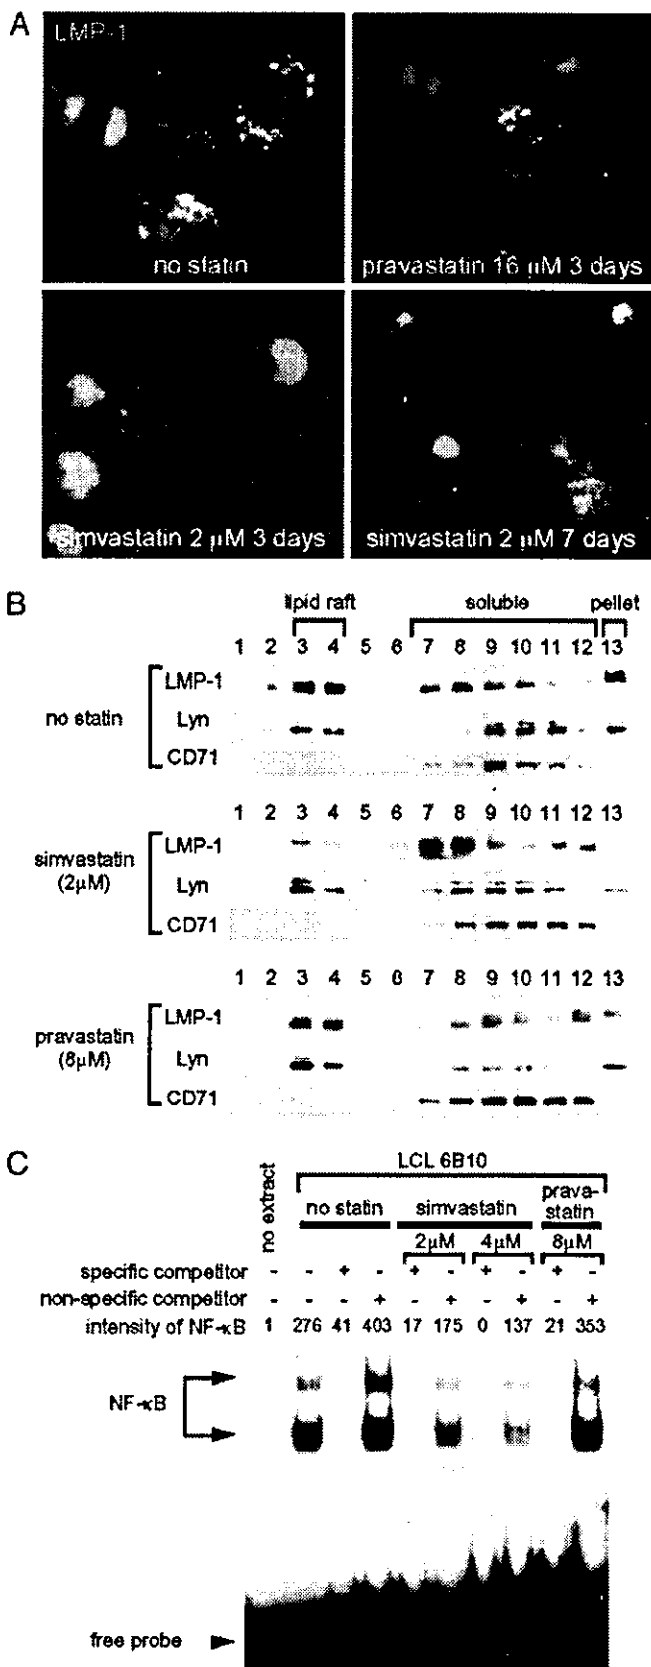 A
LMP-1
no statin
pravastatin 16 µM 3 days
simvastatin 2 µM 3 days
simvastatin 2 µM 7 days
B
lipid raft soluble pellet
1 2 3 4 5 6 7 8 9 10 11 12 13
no statin
LMP-1
Lyn
CD71
1 2 3 4 5 6 7 8 9 10 11 12 13
simvastatin
(2µM)
LMP-1
Lyn
CD71
1 2 3 4 5 6 7 8 9 10 11 12 13
pravastatin
(8µM)
LMP-1
Lyn
CD71
C
LCL 6B10
no extract
no statin simvastatin prava-
statin
2µM 4µM 8µM
specific competitor - - + - + - + - + -
non-specific competitor - - - + - + - + - +
intensity of NF-κB 1 276 41 403 17 175 0 137 21 353
NF-κB
free probe